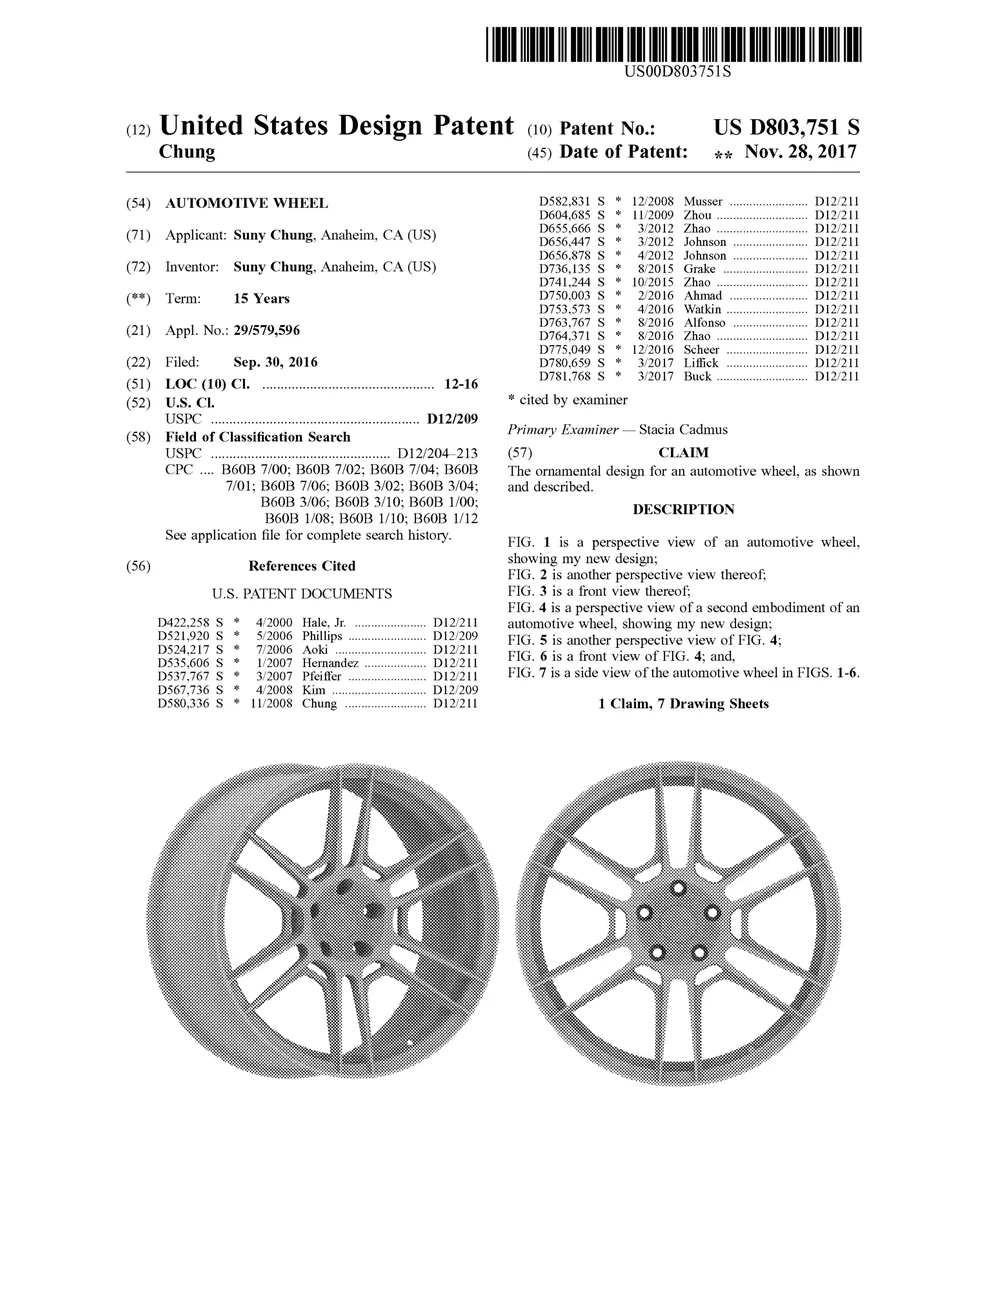 US00D803751S
(12) United States Design Patent
Chung
(10) Patent No.: US D803,751 S
(45) Date of Patent: ** Nov. 28, 2017
(54) AUTOMOTIVE WHEEL
(71) Applicant: Suny Chung, Anaheim, CA (US)
(72) Inventor: Suny Chung, Anaheim, CA (US)
(**) Term: 15 Years
(21) Appl. No.: 29/579,596
(22) Filed: Sep. 30, 2016
(51) LOC (10) Cl. ............................................... 12-16
(52) U.S. Cl.
USPC ......................................................... D12/209
(58) Field of Classification Search
USPC ................................................. D12/204–213
CPC .... B60B 7/00; B60B 7/02; B60B 7/04; B60B
7/01; B60B 7/06; B60B 3/02; B60B 3/04;
B60B 3/06; B60B 3/10; B60B 1/00;
B60B 1/08; B60B 1/10; B60B 1/12
See application file for complete search history.
(56) References Cited
U.S. PATENT DOCUMENTS
D422,258 S * 4/2000 Hale, Jr. ...................... D12/211
D521,920 S * 5/2006 Phillips ........................ D12/209
D524,217 S * 7/2006 Aoki ............................ D12/211
D535,606 S * 1/2007 Hernandez ................... D12/211
D537,767 S * 3/2007 Pfeiffer ........................ D12/211
D567,736 S * 4/2008 Kim ............................. D12/209
D580,336 S * 11/2008 Chung ......................... D12/211
D582,831 S * 12/2008 Musser ........................ D12/211
D604,685 S * 11/2009 Zhou ............................ D12/211
D655,666 S * 3/2012 Zhao ............................ D12/211
D656,447 S * 3/2012 Johnson ....................... D12/211
D656,878 S * 4/2012 Johnson ....................... D12/211
D736,135 S * 8/2015 Grake .......................... D12/211
D741,244 S * 10/2015 Zhao ............................ D12/211
D750,003 S * 2/2016 Ahmad ........................ D12/211
D753,573 S * 4/2016 Watkin ......................... D12/211
D763,767 S * 8/2016 Alfonso ....................... D12/211
D764,371 S * 8/2016 Zhao ............................ D12/211
D775,049 S * 12/2016 Scheer ......................... D12/211
D780,659 S * 3/2017 Liffick ......................... D12/211
D781,768 S * 3/2017 Buck ............................ D12/211
* cited by examiner
Primary Examiner — Stacia Cadmus
(57) CLAIM
The ornamental design for an automotive wheel, as shown
and described.
DESCRIPTION
FIG. 1 is a perspective view of an automotive wheel,
showing my new design;
FIG. 2 is another perspective view thereof;
FIG. 3 is a front view thereof;
FIG. 4 is a perspective view of a second embodiment of an
automotive wheel, showing my new design;
FIG. 5 is another perspective view of FIG. 4;
FIG. 6 is a front view of FIG. 4; and,
FIG. 7 is a side view of the automotive wheel in FIGS. 1-6.
1 Claim, 7 Drawing Sheets